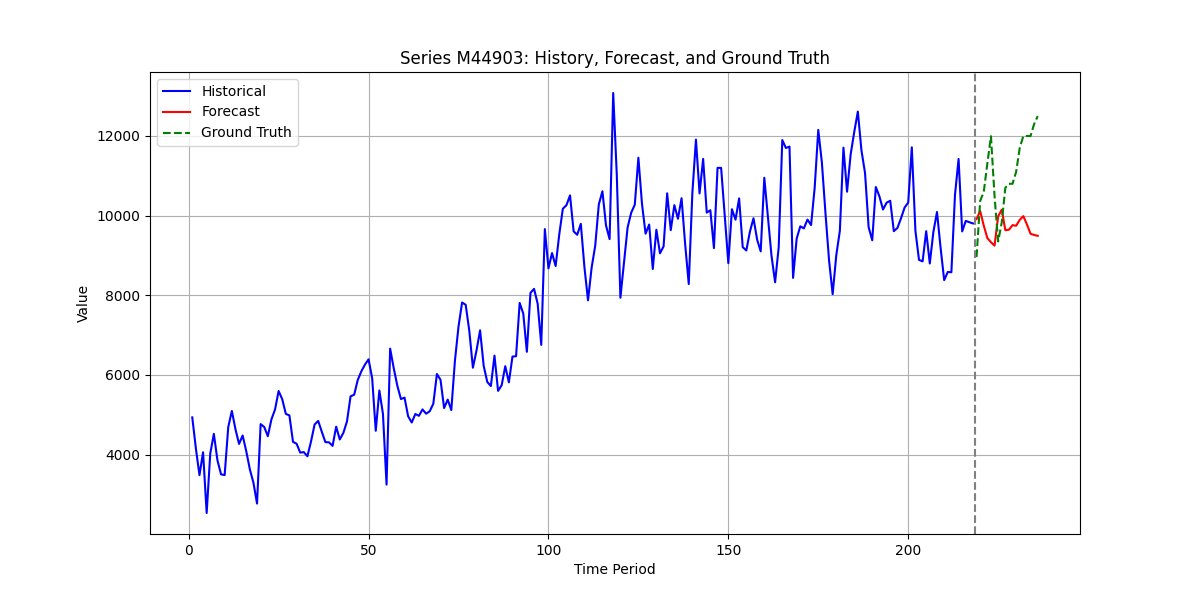 Series M44903: History, Forecast, and Ground Truth
Historical
Forecast
Ground Truth
12000
10000
8000
6000
4000
Value
0
50
100
150
200
Time Period